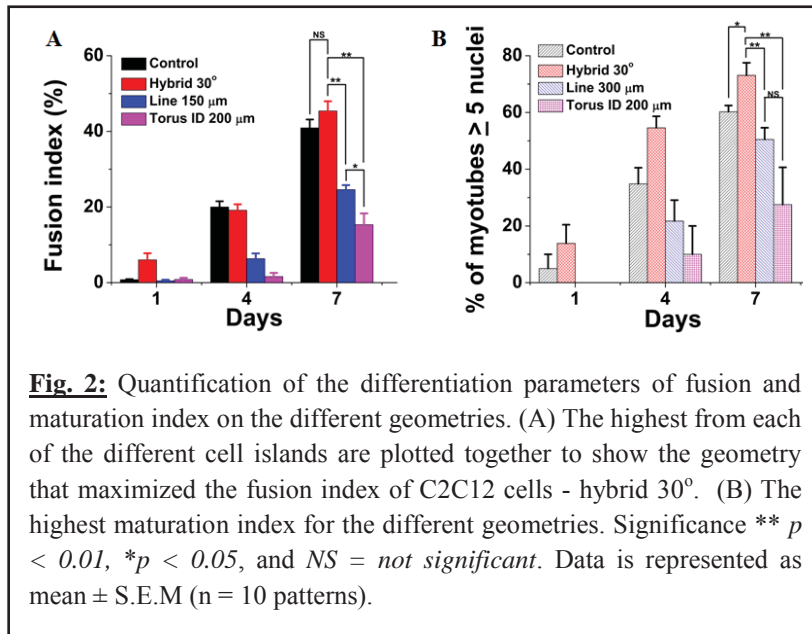 A
Fusion index (%)
60
40
20
0
Control
Hybrid 30°
Line 150 μm
Torus ID 200 μm
NS
**
**
*
1 4 7
Days
B
% of myotubes ≥ 5 nuclei
80
60
40
20
0
Control
Hybrid 30°
Line 300 μm
Torus ID 200 μm
*
**
**
NS
1 4 7
Days
Fig. 2: Quantification of the differentiation parameters of fusion and
maturation index on the different geometries. (A) The highest from each
of the different cell islands are plotted together to show the geometry
that maximized the fusion index of C2C12 cells - hybrid 30°. (B) The
highest maturation index for the different geometries. Significance ** p
< 0.01, *p < 0.05, and NS = not significant. Data is represented as
mean ± S.E.M (n = 10 patterns).